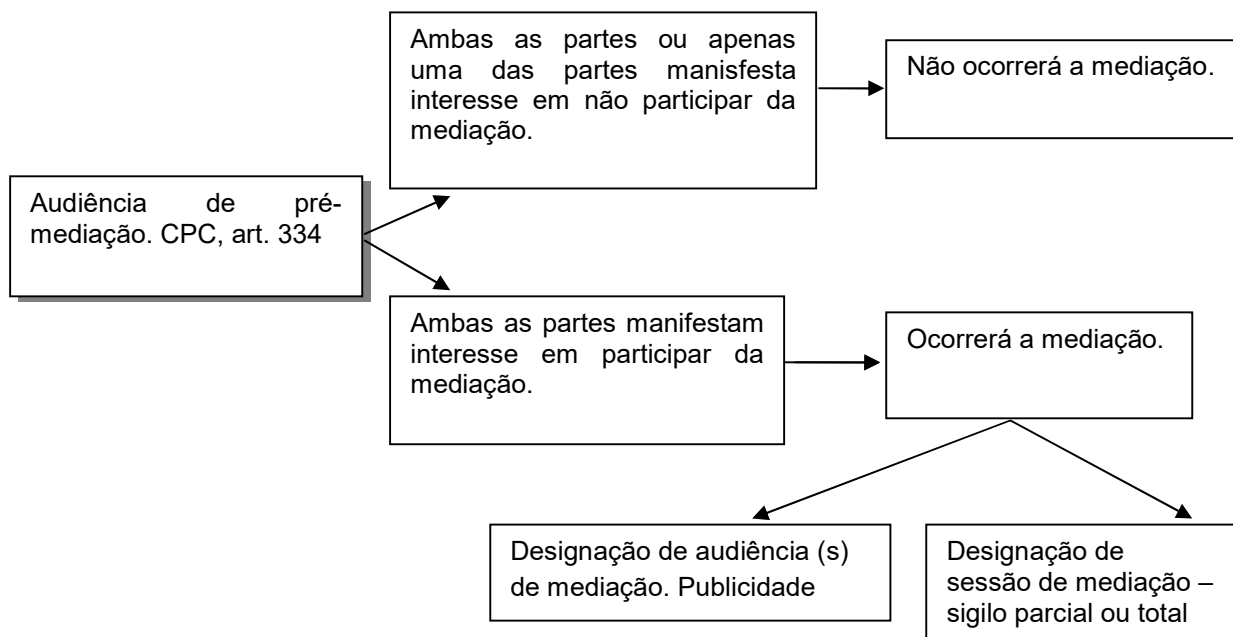 Ambas as partes ou apenas
uma das partes manisfesta
interesse em não participar da
mediação.
Não ocorrerá a mediação.
Audiência de pré-
mediação. CPC, art. 334
Ambas as partes manifestam
interesse em participar da
mediação.
Ocorrerá a mediação.
Designação de audiência (s)
de mediação. Publicidade
Designação de
sessão de mediação –
sigilo parcial ou total